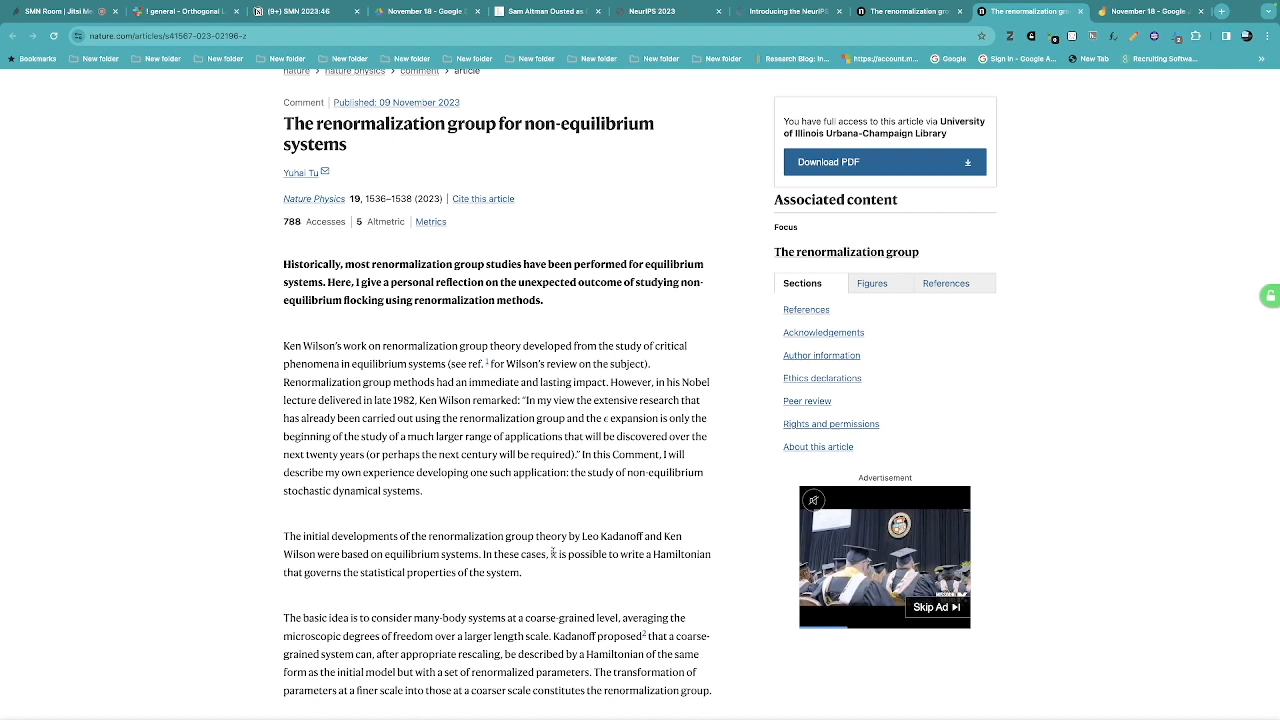 SMN Room | Jitsi Me
general - Orthogonal L
(9+) SMN 2023:46
November 18 - Google D
Sam Altman Ousted as
NeurIPS 2023
Introducing the NeurIPS
The renormalization gro
The renormalization gro
November 18 - Google
nature.com/articles/s41567-023-02196-z
Bookmarks
New folder
New folder
New folder
New folder
New folder
New folder
New folder
New folder
New folder
New folder
New folder
Research Blog: In...
https://account.m...
Google
Sign in - Google A...
New Tab
Recruiting Softwa...
»
nature > nature physics > comment > article
Comment | Published: 09 November 2023
The renormalization group for non-equilibrium
systems
Yuhai Tu
Nature Physics 19, 1536–1538 (2023) | Cite this article
788 Accesses | 5 Altmetric | Metrics
Historically, most renormalization group studies have been performed for equilibrium
systems. Here, I give a personal reflection on the unexpected outcome of studying non-
equilibrium flocking using renormalization methods.
Ken Wilson's work on renormalization group theory developed from the study of critical
phenomena in equilibrium systems (see ref. 1 for Wilson's review on the subject).
Renormalization group methods had an immediate and lasting impact. However, in his Nobel
lecture delivered in late 1982, Ken Wilson remarked: "In my view the extensive research that
has already been carried out using the renormalization group and the ϵ expansion is only the
beginning of the study of a much larger range of applications that will be discovered over the
next twenty years (or perhaps the next century will be required)." In this Comment, I will
describe my own experience developing one such application: the study of non-equilibrium
stochastic dynamical systems.
The initial developments of the renormalization group theory by Leo Kadanoff and Ken
Wilson were based on equilibrium systems. In these cases, it is possible to write a Hamiltonian
that governs the statistical properties of the system.
The basic idea is to consider many-body systems at a coarse-grained level, averaging the
microscopic degrees of freedom over a larger length scale. Kadanoff proposed2 that a coarse-
grained system can, after appropriate rescaling, be described by a Hamiltonian of the same
form as the initial model but with a set of renormalized parameters. The transformation of
parameters at a finer scale into those at a coarser scale constitutes the renormalization group.
You have full access to this article via University
of Illinois Urbana-Champaign Library
Download PDF
Associated content
Focus
The renormalization group
Sections
Figures
References
References
Acknowledgements
Author information
Ethics declarations
Peer review
Rights and permissions
About this article
Advertisement
Skip Ad